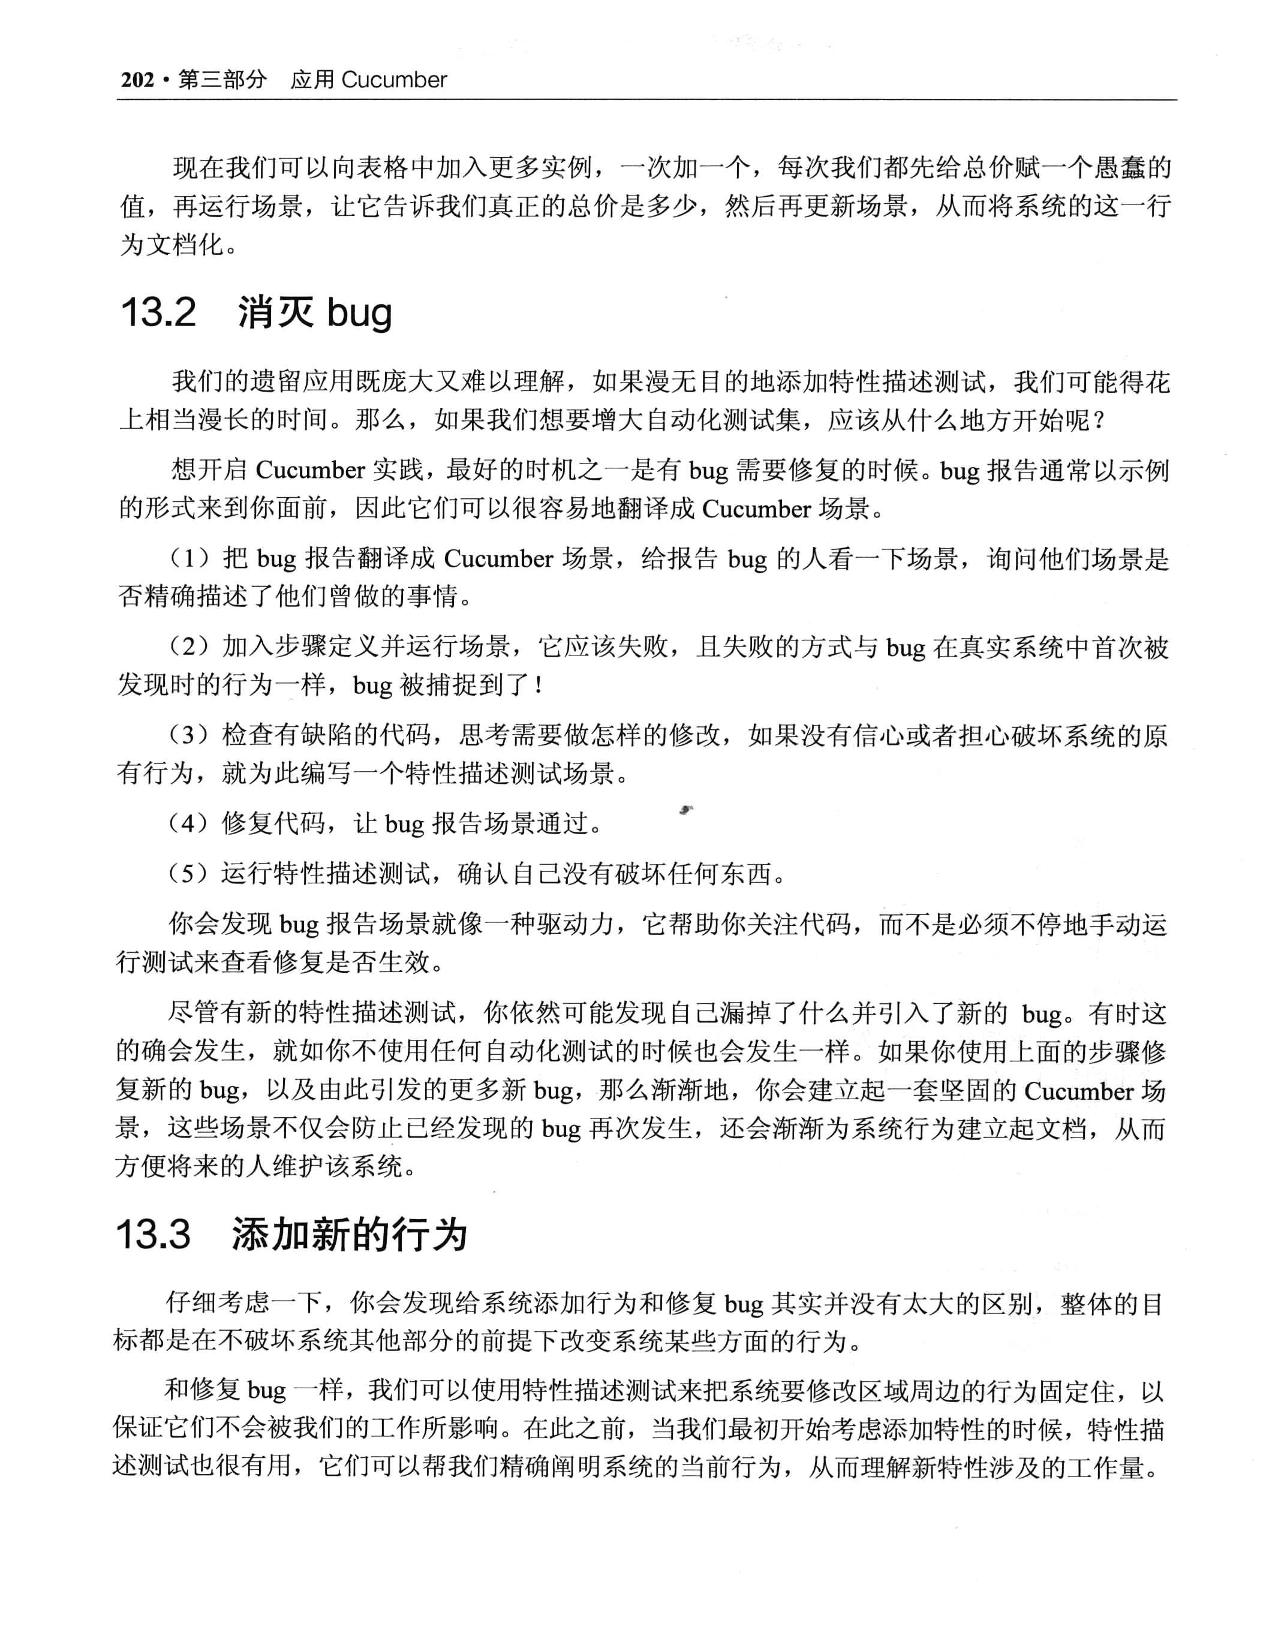 202·第三部分 应用 Cucumber
现在我们可以向表格中加入更多实例，一次加一个，每次我们都先给总价赋一个愚蠢的
值，再运行场景，让它告诉我们真正的总价是多少，然后再更新场景，从而将系统的这一行
为文档化。
13.2 消灭 bug
我们的遗留应用既庞大又难以理解，如果漫无目的地添加特性描述测试，我们可能得花
上相当漫长的时间。那么，如果我们想要增大自动化测试集，应该从什么地方开始呢？
想开启 Cucumber 实践，最好的时机之一是有 bug 需要修复的时候。bug 报告通常以示例
的形式来到你面前，因此它们可以很容易地翻译成 Cucumber 场景。
（1）把 bug 报告翻译成 Cucumber 场景，给报告 bug 的人看一下场景，询问他们场景是
否精确描述了他们曾做的事情。
（2）加入步骤定义并运行场景，它应该失败，且失败的方式与 bug 在真实系统中首次被
发现时的行为一样，bug 被捕捉到了！
（3）检查有缺陷的代码，思考需要做怎样的修改，如果没有信心或者担心破坏系统的原
有行为，就为此编写一个特性描述测试场景。
（4）修复代码，让 bug 报告场景通过。
（5）运行特性描述测试，确认自己没有破坏任何东西。
你会发现 bug 报告场景就像一种驱动力，它帮助你关注代码，而不是必须不停地手动运
行测试来查看修复是否生效。
尽管有新的特性描述测试，你依然可能发现自己漏掉了什么并引入了新的 bug。有时这
的确会发生，就如你不使用任何自动化测试的时候也会发生一样。如果你使用上面的步骤修
复新的 bug，以及由此引发的更多新 bug，那么渐渐地，你会建立起一套坚固的 Cucumber 场
景，这些场景不仅会防止已经发现的 bug 再次发生，还会渐渐为系统行为建立起文档，从而
方便将来的人维护该系统。
13.3 添加新的行为
仔细考虑一下，你会发现给系统添加行为和修复 bug 其实并没有太大的区别，整体的目
标都是在不破坏系统其他部分的前提下改变系统某些方面的行为。
和修复 bug 一样，我们可以使用特性描述测试来把系统要修改区域周边的行为固定住，以
保证它们不会被我们的工作所影响。在此之前，当我们最初开始考虑添加特性的时候，特性描
述测试也很有用，它们可以帮我们精确阐明系统的当前行为，从而理解新特性涉及的工作量。